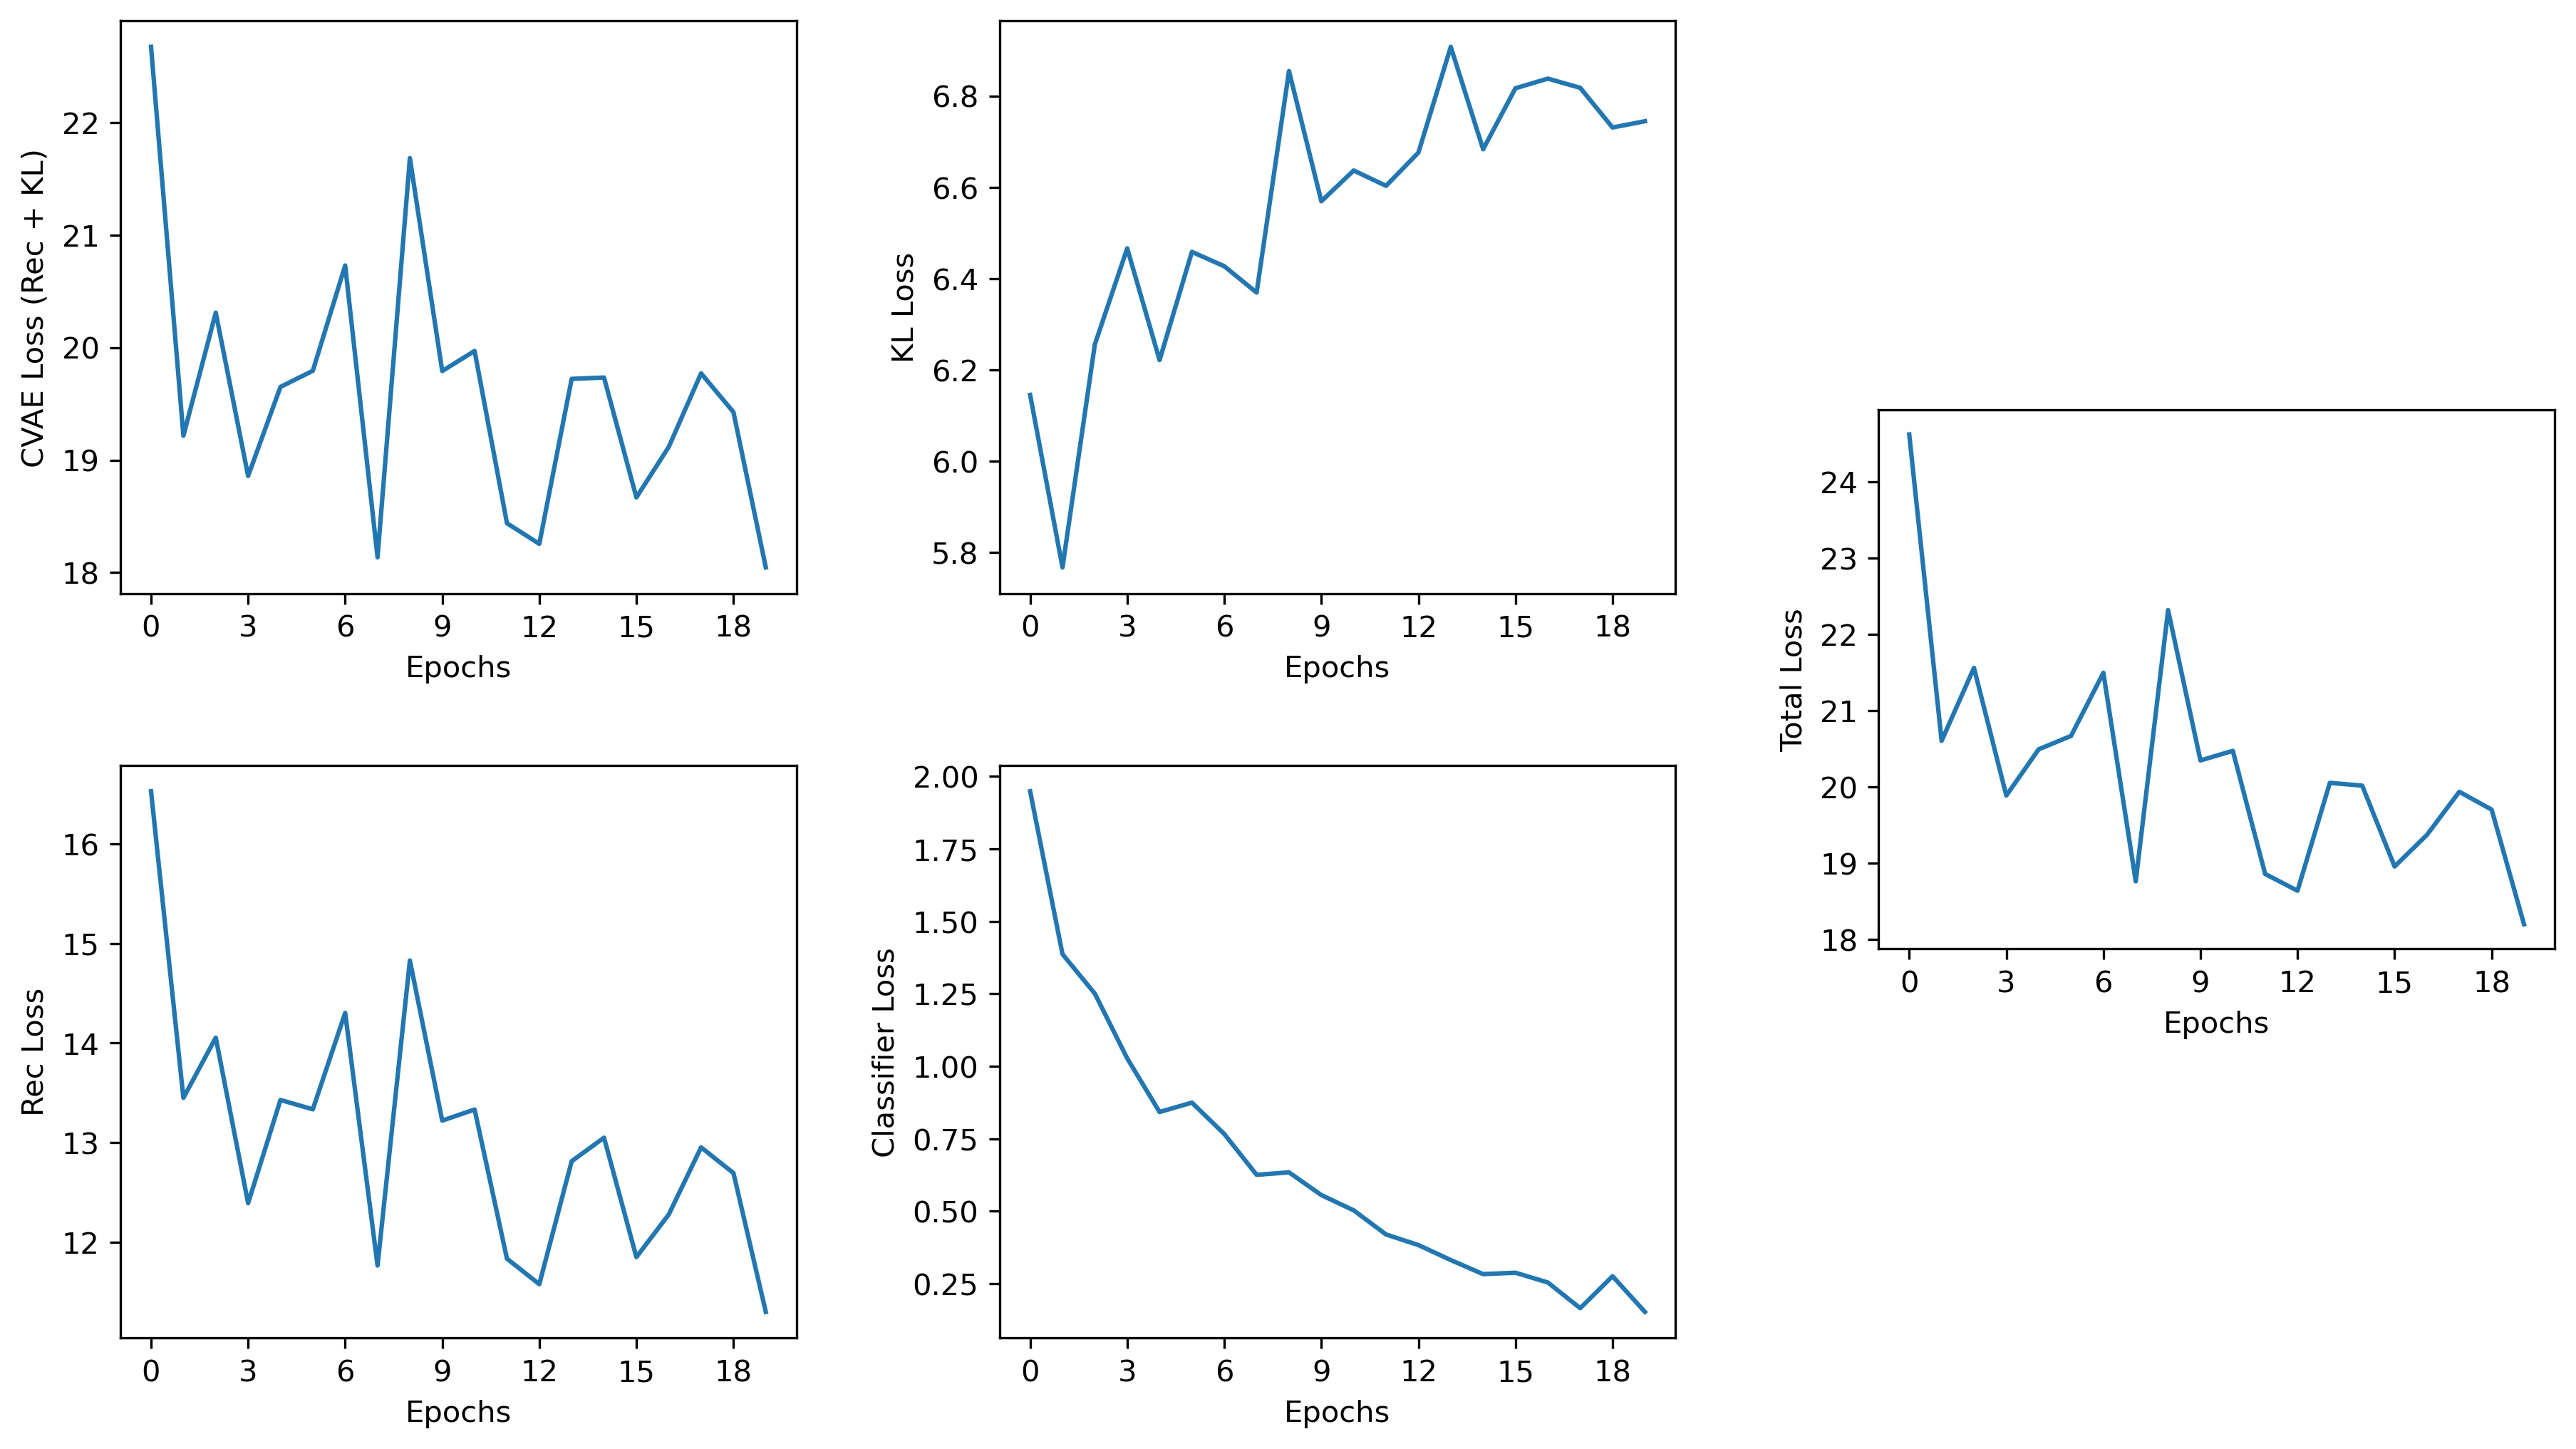 CVAE Loss (Rec + KL)
22
21
20
19
18
0 3 6 9 12 15 18
Epochs
KL Loss
6.8
6.6
6.4
6.2
6.0
5.8
0 3 6 9 12 15 18
Epochs
Rec Loss
16
15
14
13
12
0 3 6 9 12 15 18
Epochs
Classifier Loss
2.00
1.75
1.50
1.25
1.00
0.75
0.50
0.25
0 3 6 9 12 15 18
Epochs
Total Loss
24
23
22
21
20
19
18
0 3 6 9 12 15 18
Epochs